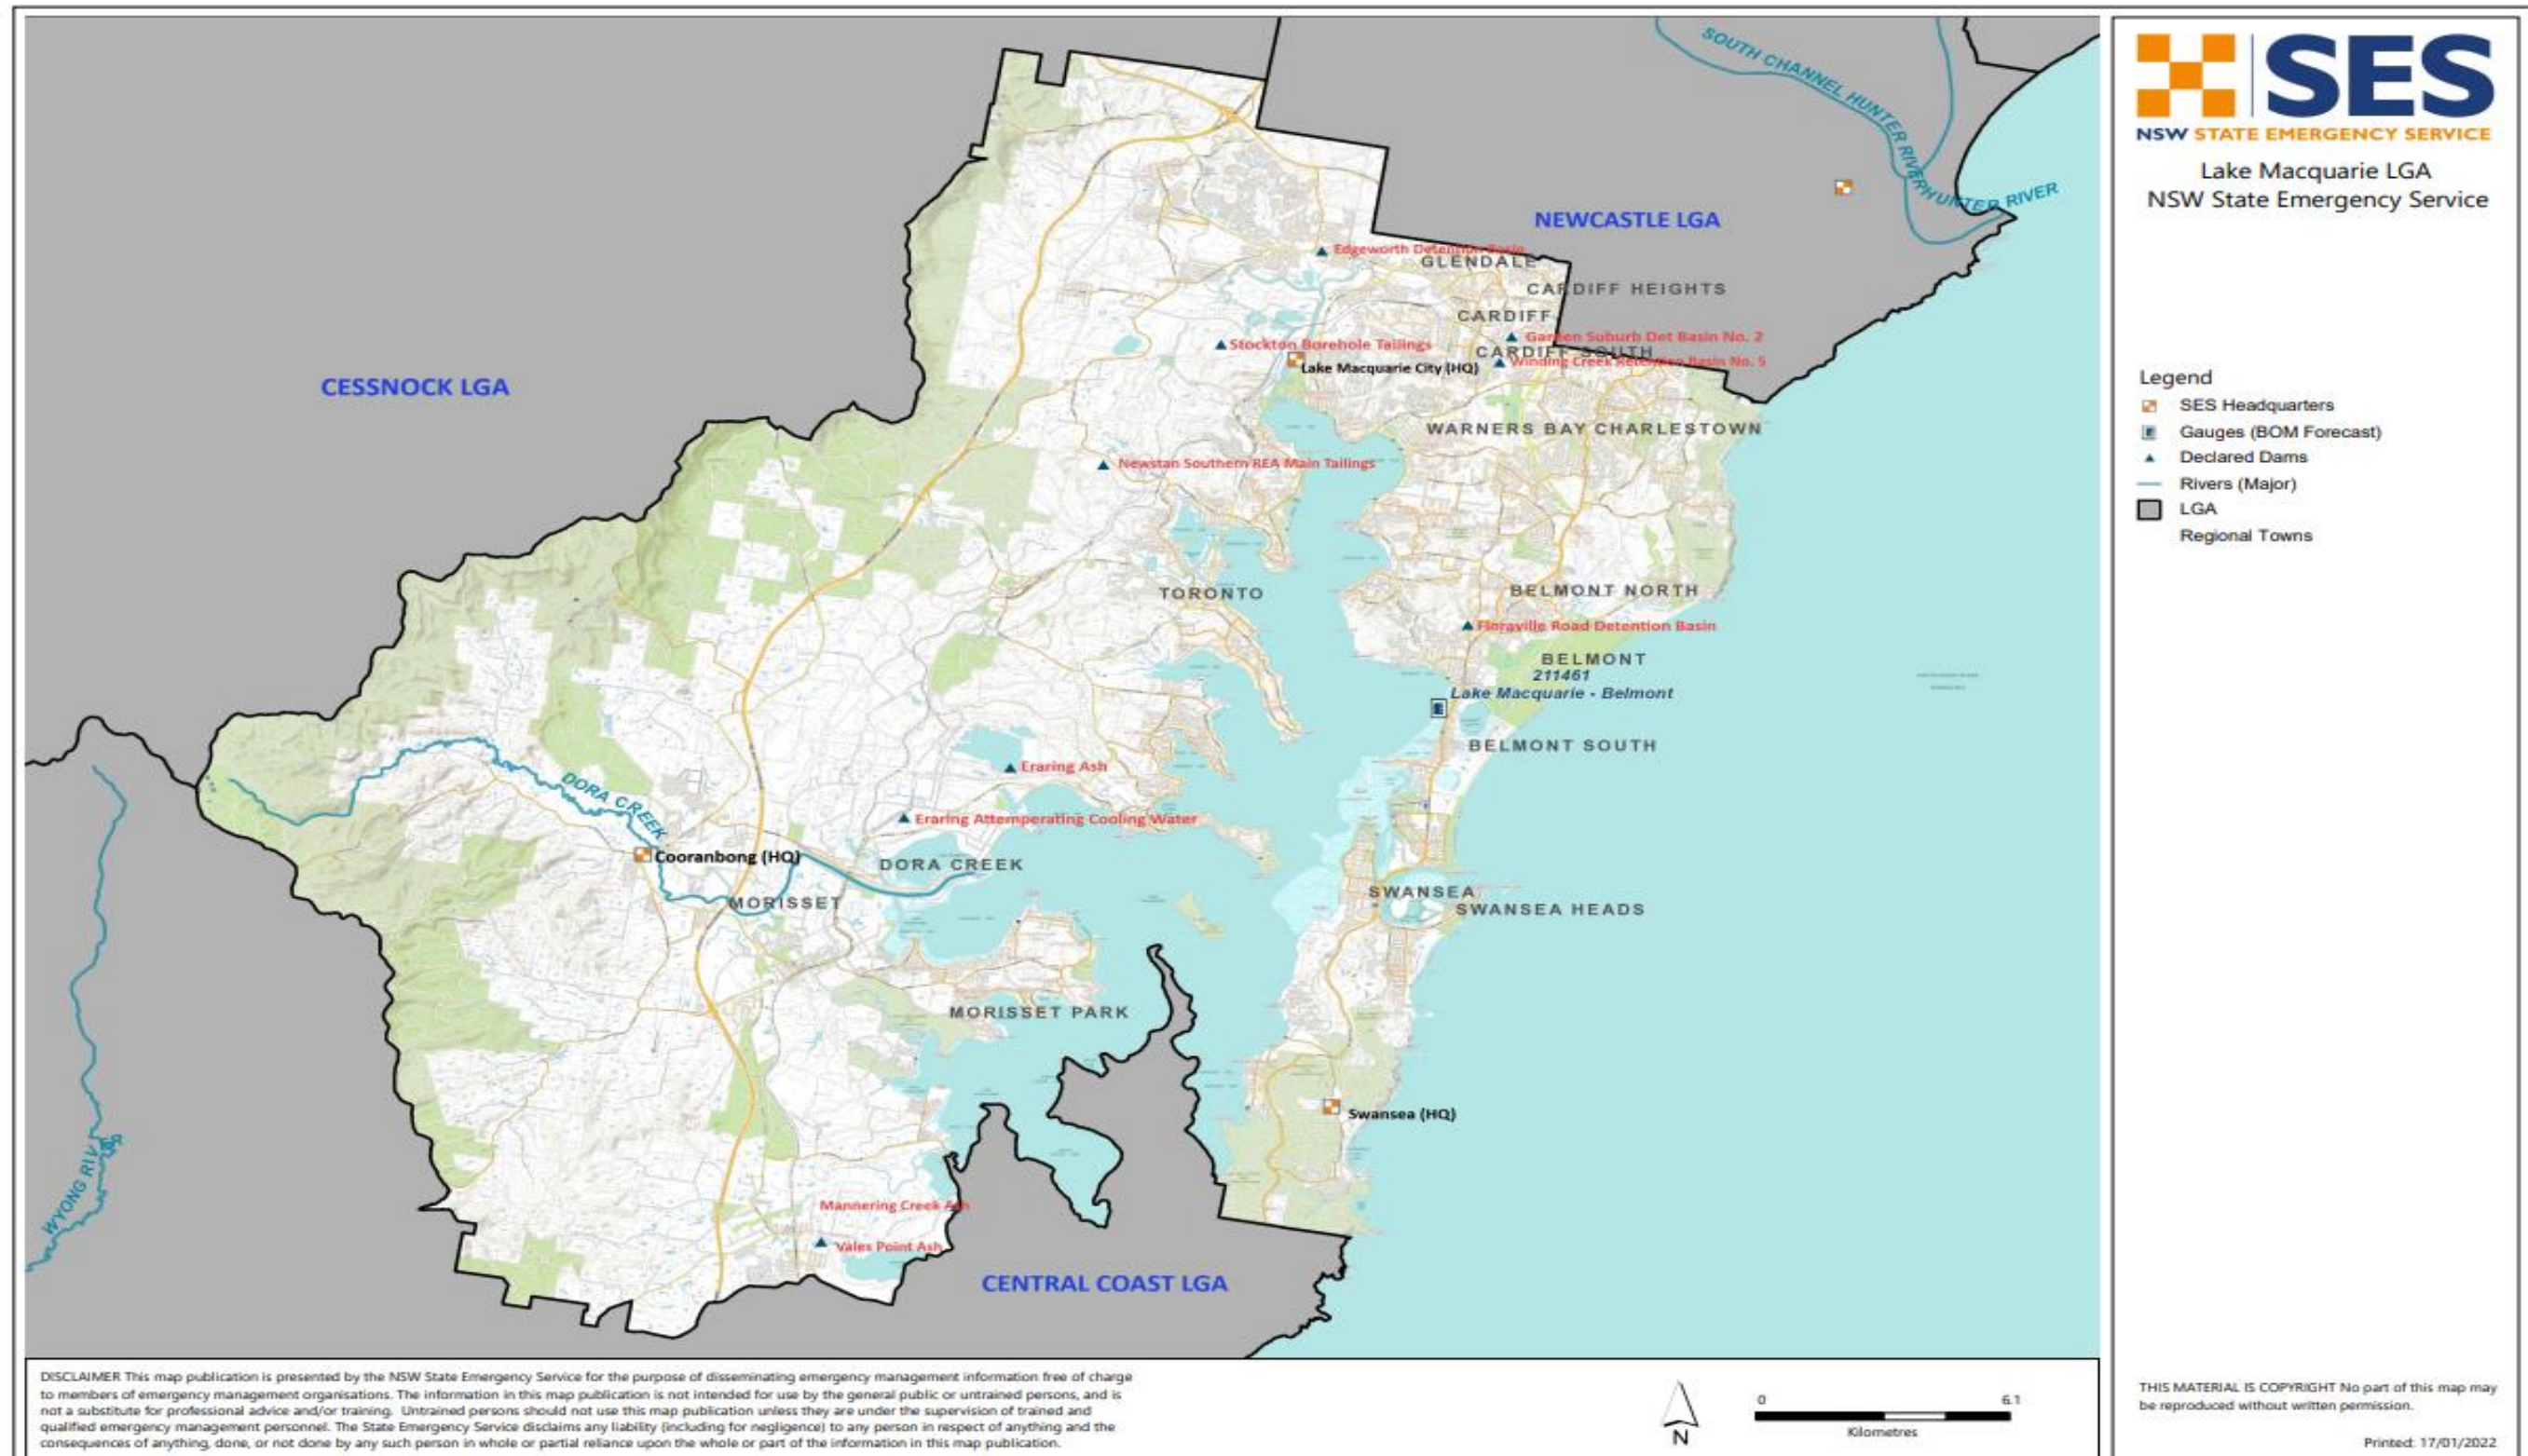 SOUTH CHANNEL HUNTER RIVER
HUNTER RIVER
NEWCASTLE LGA
Edgeworth Detention Basin
GLENDALE
CARDIFF HEIGHTS
CARDIFF
Garden Suburb Det Basin No. 2
Stockton Borehole Tailings
CARDIFF SOUTH
Winding Creek Retention Basin No. 5
Lake Macquarie City (HQ)
CESSNOCK LGA
WARNERS BAY
CHARLESTOWN
Newstan Southern REA Main Tailings
TORONTO
BELMONT NORTH
Floraville Road Detention Basin
BELMONT
211461
Lake Macquarie - Belmont
BELMONT SOUTH
Eraring Ash
DORA CREEK
Eraring Attemperating Cooling Water
Cooranbong (HQ)
DORA CREEK
MORISSET
SWANSEA
SWANSEA HEADS
MORISSET PARK
Swansea (HQ)
WYONG RIV
Mannering Creek Ash
Vales Point Ash
CENTRAL COAST LGA
SES
NSW STATE EMERGENCY SERVICE
Lake Macquarie LGA
NSW State Emergency Service
Legend
SES Headquarters
Gauges (BOM Forecast)
Declared Dams
Rivers (Major)
LGA
Regional Towns
DISCLAIMER This map publication is presented by the NSW State Emergency Service for the purpose of disseminating emergency management information free of charge
to members of emergency management organisations. The information in this map publication is not intended for use by the general public or untrained persons, and is
not a substitute for professional advice and/or training. Untrained persons should not use this map publication unless they are under the supervision of trained and
qualified emergency management personnel. The State Emergency Service disclaims any liability (including for negligence) to any person in respect of anything and the
consequences of anything, done, or not done by any such person in whole or partial reliance upon the whole or part of the information in this map publication.
N
0 6.1
Kilometres
THIS MATERIAL IS COPYRIGHT No part of this map may
be reproduced without written permission.
Printed: 17/01/2022